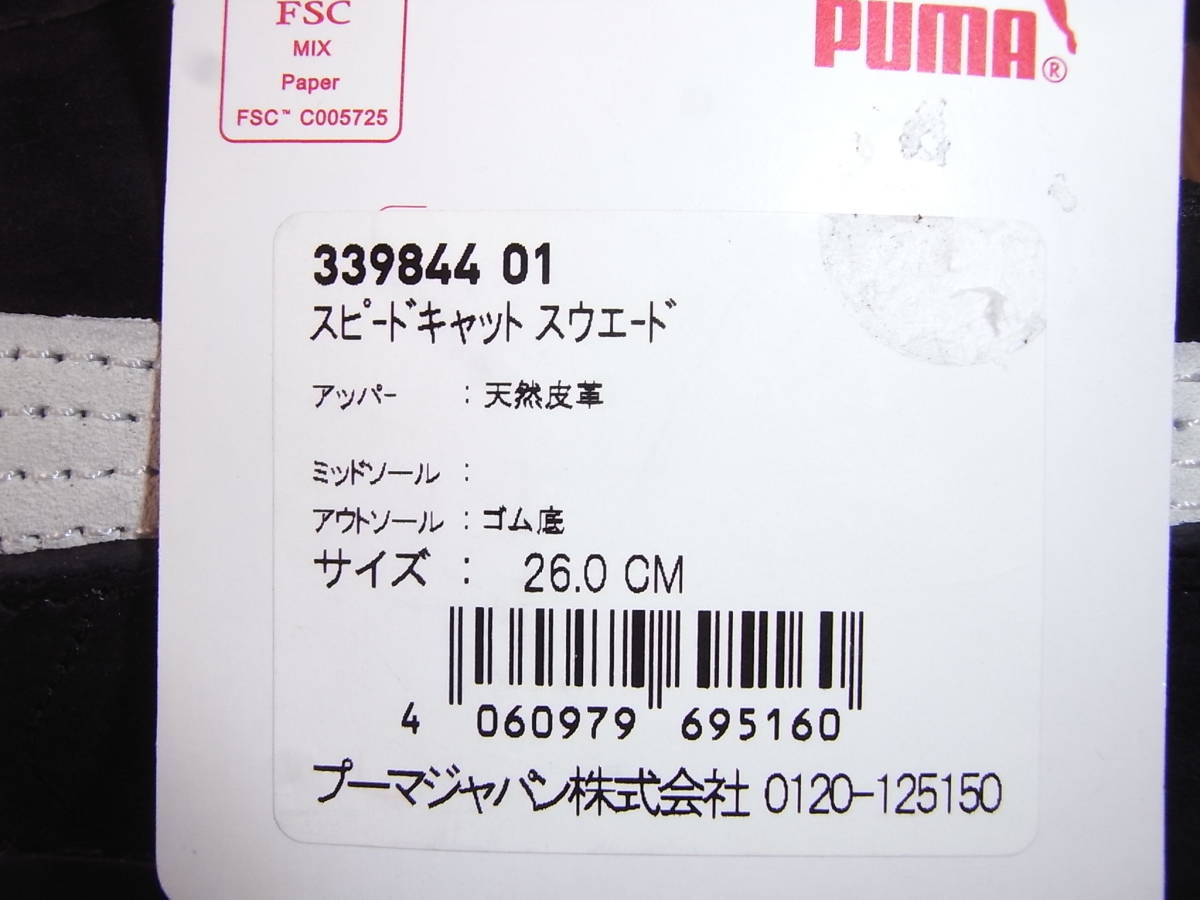 FSC
MIX
Paper
FSC™ C005725
PUMA®
339844 01
スピードキャット スウエード
アッパー : 天然皮革
ミッドソール :
アウトソール : ゴム底
サイズ : 26.0 CM
4 060979 695160
プーマジャパン株式会社 0120-125150